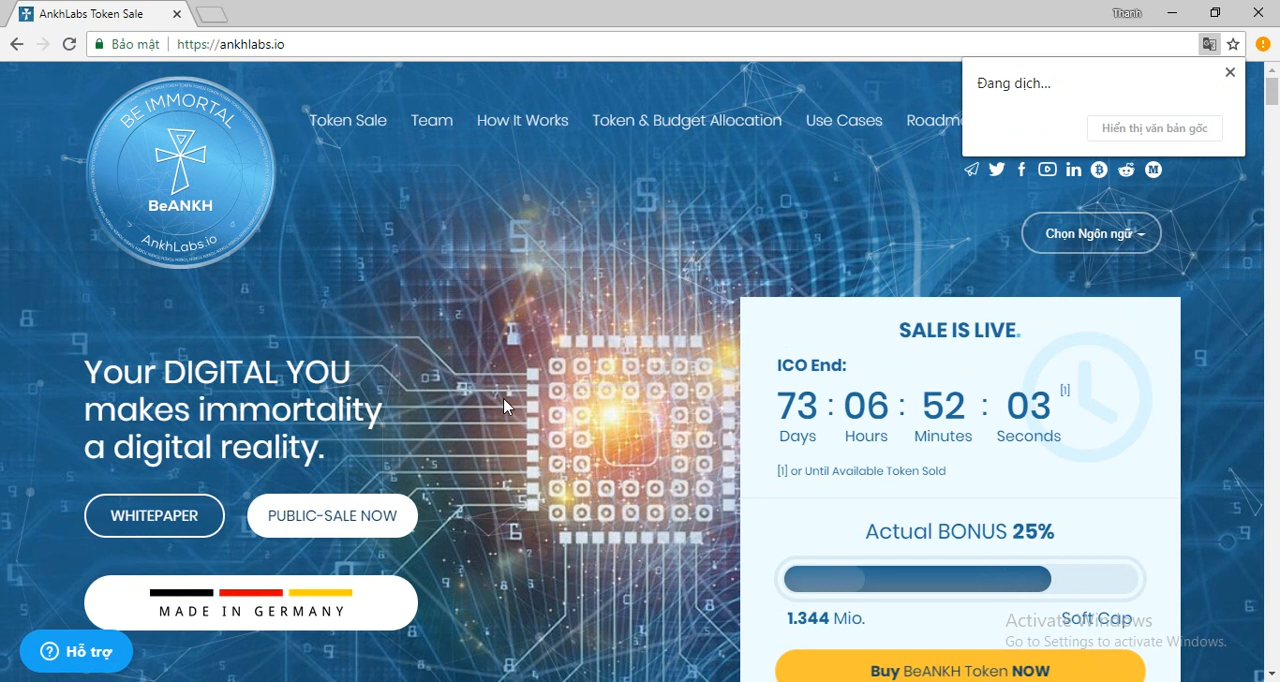 AnkhLabs Token Sale
Thanh
Bảo mật
https://ankhlabs.io
Đang dịch...
Hiển thị văn bản gốc
BE IMMORTAL
BeANKH
AnkhLabs.io
Token Sale
Team
How It Works
Token & Budget Allocation
Use Cases
Roadm
Chọn Ngôn ngữ
Your DIGITAL YOU
makes immortality
a digital reality.
WHITEPAPER
PUBLIC-SALE NOW
MADE IN GERMANY
Hỗ trợ
SALE IS LIVE.
ICO End:
73 : 06 : 52 : 03 [1]
Days Hours Minutes Seconds
[1] or Until Available Token Sold
Actual BONUS 25%
1.344 Mio. Soft Cap
Buy BeANKH Token NOW
Activate Windows
Go to Settings to activate Windows.